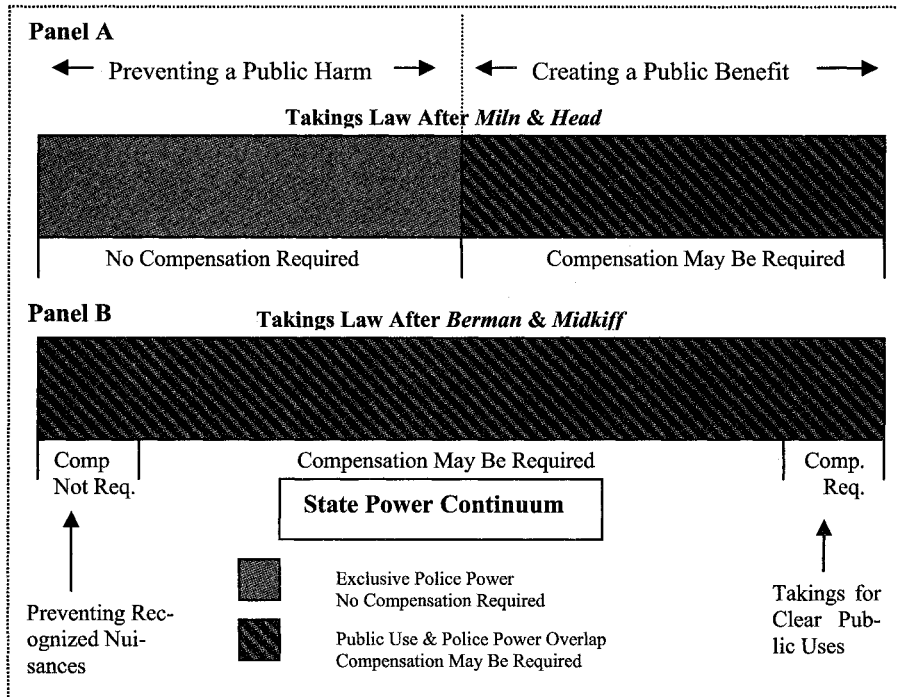 Panel A
Preventing a Public Harm
Creating a Public Benefit
Takings Law After Miln & Head
No Compensation Required
Compensation May Be Required
Panel B
Takings Law After Berman & Midkiff
Comp
Not Req.
Compensation May Be Required
Comp.
Req.
State Power Continuum
Preventing Rec-
ognized Nui-
sances
Exclusive Police Power
No Compensation Required
Public Use & Police Power Overlap
Compensation May Be Required
Takings for
Clear Pub-
lic Uses